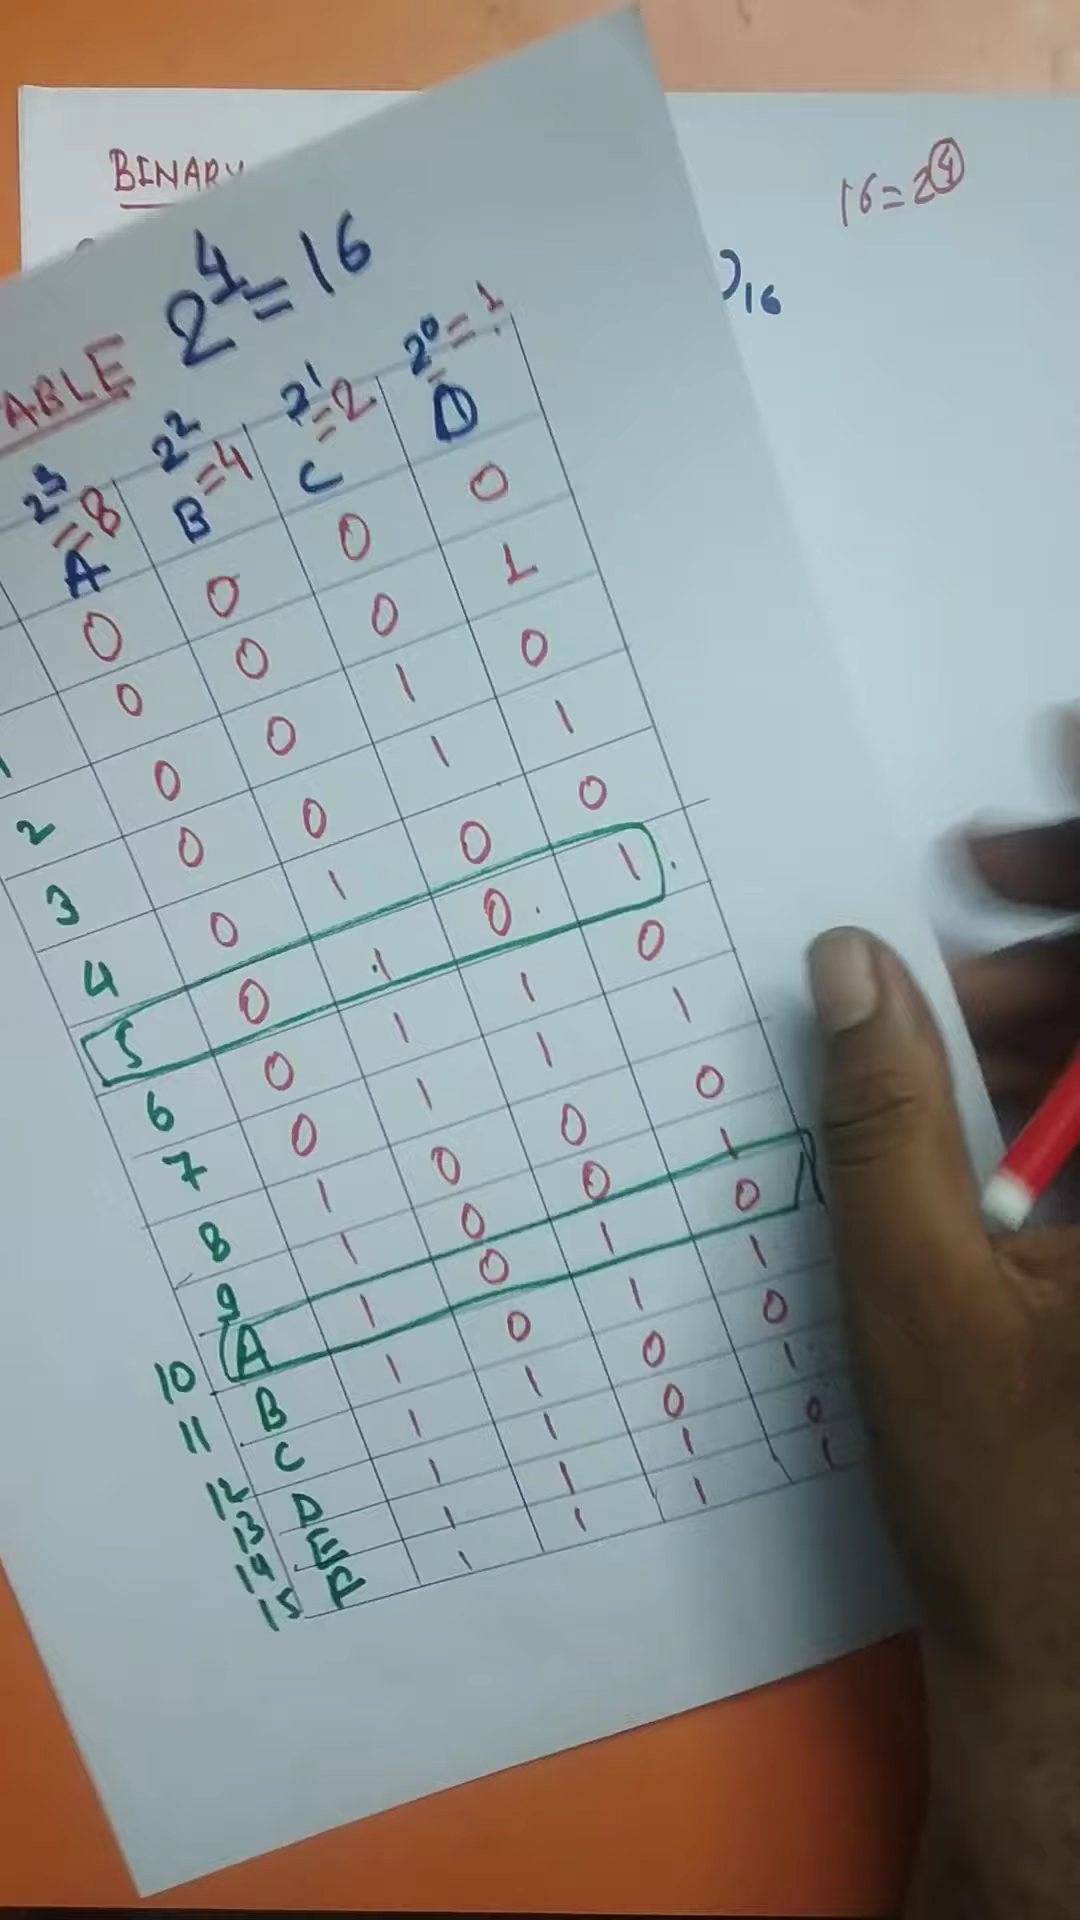 BINARY
16=2④
)16
2⁴=16
ABLE
2³=8 2²=4 2¹=2 2⁰=1
A B C D
0 0 0 0
1 0 0 0 1
2 0 0 1 0
3 0 0 1 1
4 0 1 0 0
5 0 1 0 1
6 0 1 1 0
7 0 1 1 1
8 1 0 0 0
9 1 0 0 1
10 A 1 0 1 0
11 B 1 0 1 1
12 C 1 1 0 0
13 D 1 1 0 1
14 E 1 1 1 0
15 F 1 1 1 1